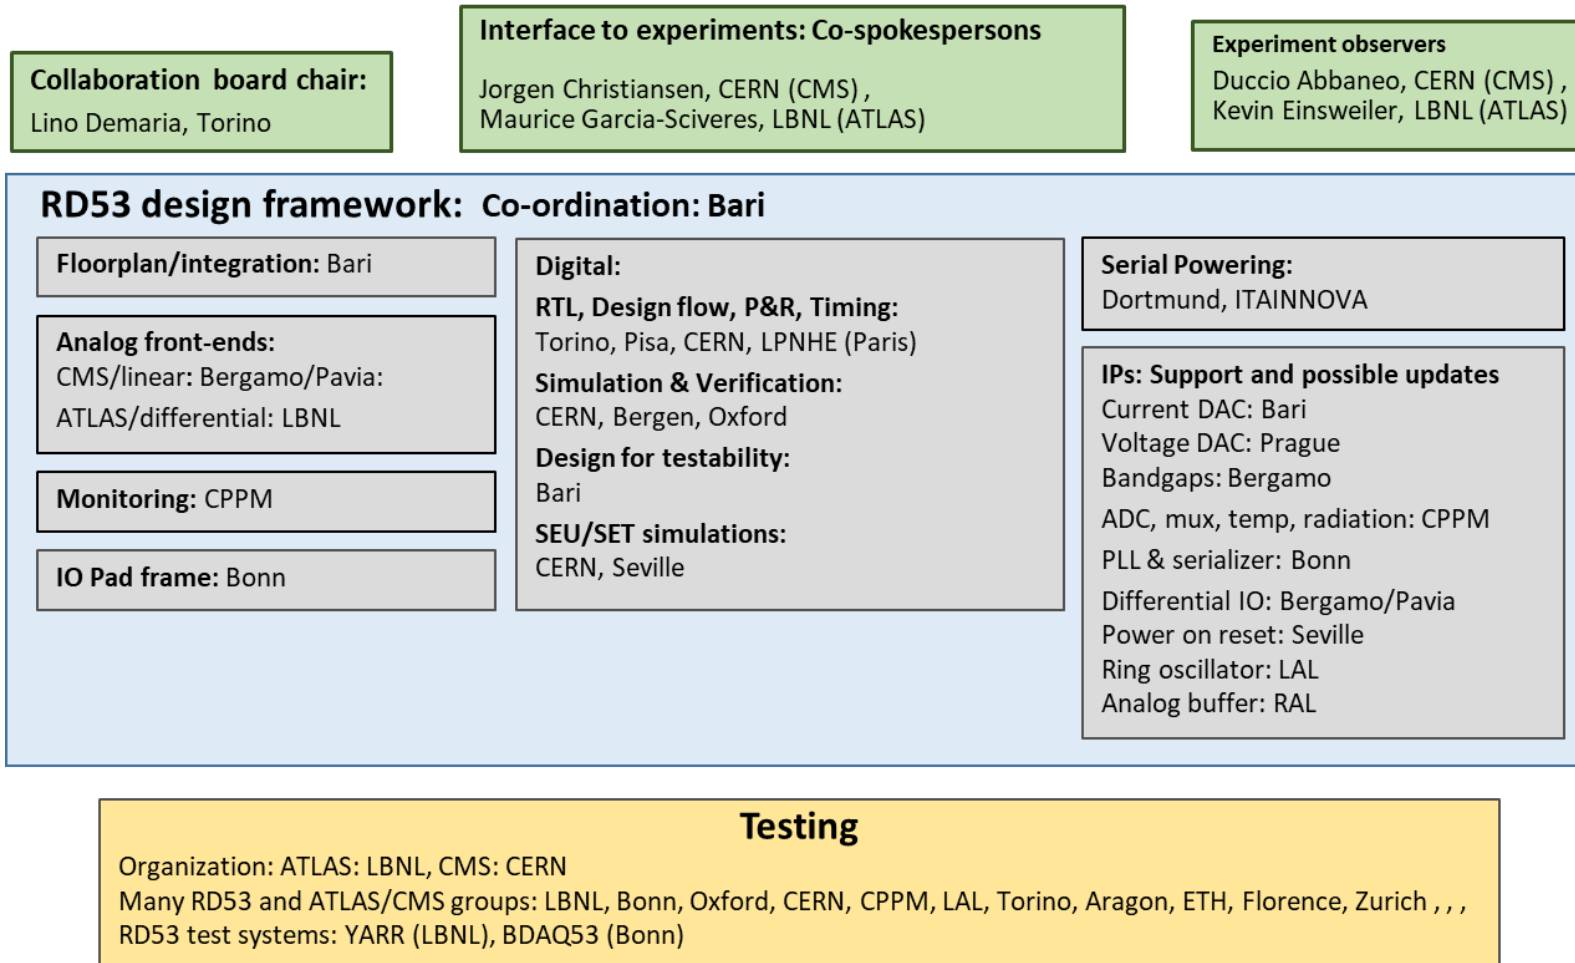 Collaboration board chair:
Lino Demaria, Torino
Interface to experiments: Co-spokespersons
Jorgen Christiansen, CERN (CMS) ,
Maurice Garcia-Sciveres, LBNL (ATLAS)
Experiment observers
Duccio Abbaneo, CERN (CMS) ,
Kevin Einsweiler, LBNL (ATLAS)
RD53 design framework: Co-ordination: Bari
Floorplan/integration: Bari
Analog front-ends:
CMS/linear: Bergamo/Pavia:
ATLAS/differential: LBNL
Monitoring: CPPM
IO Pad frame: Bonn
Digital:
RTL, Design flow, P&R, Timing:
Torino, Pisa, CERN, LPNHE (Paris)
Simulation & Verification:
CERN, Bergen, Oxford
Design for testability:
Bari
SEU/SET simulations:
CERN, Seville
Serial Powering:
Dortmund, ITAINNOVA
IPs: Support and possible updates
Current DAC: Bari
Voltage DAC: Prague
Bandgaps: Bergamo
ADC, mux, temp, radiation: CPPM
PLL & serializer: Bonn
Differential IO: Bergamo/Pavia
Power on reset: Seville
Ring oscillator: LAL
Analog buffer: RAL
Testing
Organization: ATLAS: LBNL, CMS: CERN
Many RD53 and ATLAS/CMS groups: LBNL, Bonn, Oxford, CERN, CPPM, LAL, Torino, Aragon, ETH, Florence, Zurich , , ,
RD53 test systems: YARR (LBNL), BDAQ53 (Bonn)